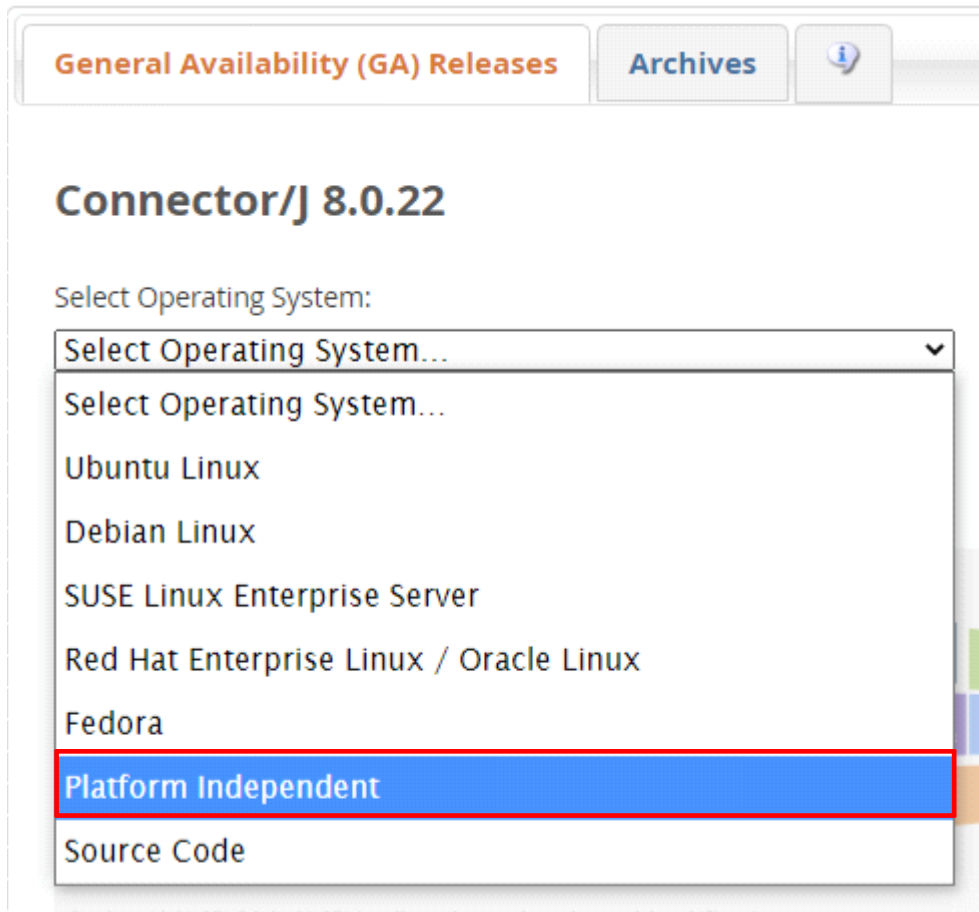 General Availability (GA) Releases
Archives
Connector/J 8.0.22
Select Operating System:
Select Operating System...
Select Operating System...
Ubuntu Linux
Debian Linux
SUSE Linux Enterprise Server
Red Hat Enterprise Linux / Oracle Linux
Fedora
Platform Independent
Source Code